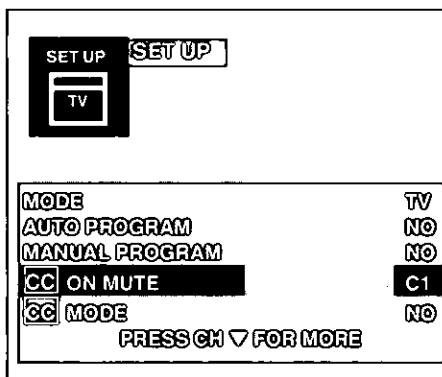 SET UP SET UP
TV
MODE TV
AUTO PROGRAM NO
MANUAL PROGRAM NO
CC ON MUTE C1
CC MODE NO
PRESS CH ▽ FOR MORE